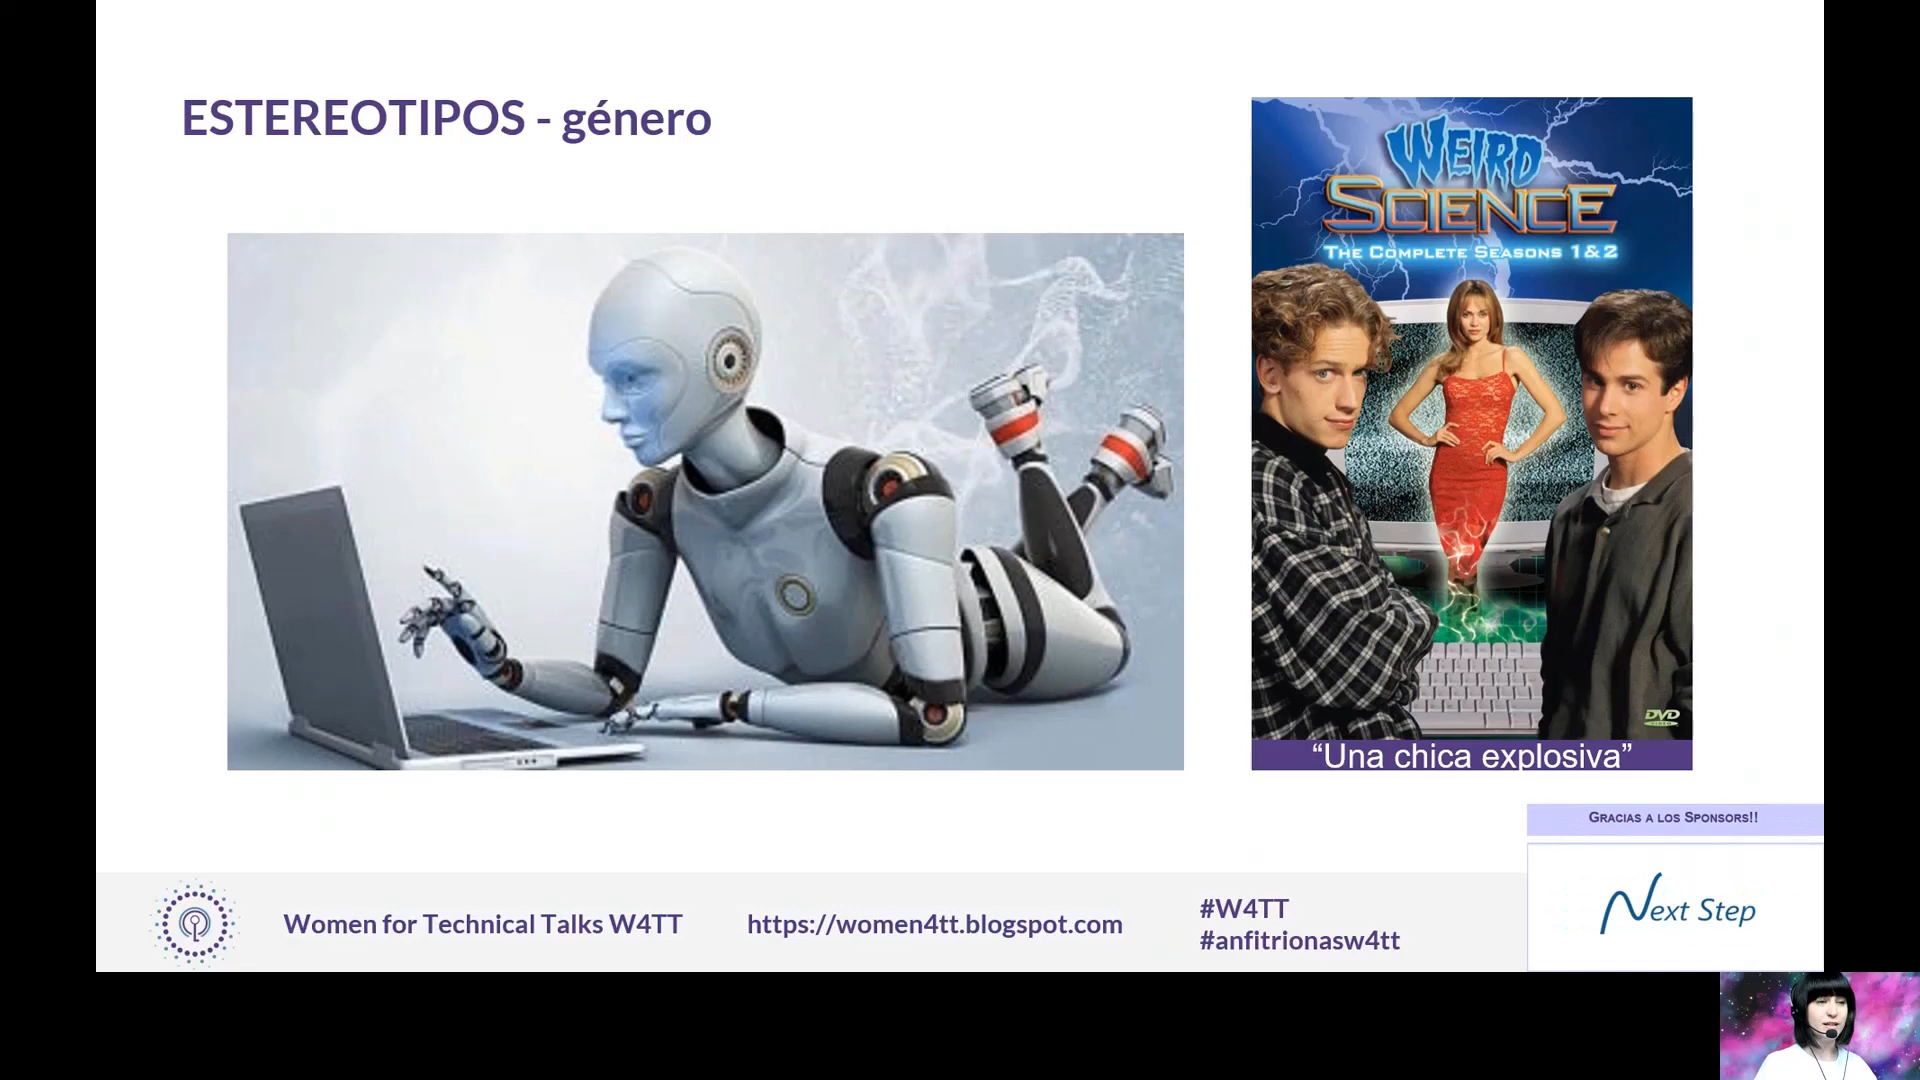 ESTEREOTIPOS - género
WEIRD
SCIENCE
THE COMPLETE SEASONS 1 & 2
DVD
VIDEO
“Una chica explosiva”
GRACIAS A LOS SPONSORS!!
Next Step
Women for Technical Talks W4TT
https://women4tt.blogspot.com
#W4TT
#anfitrionasw4tt